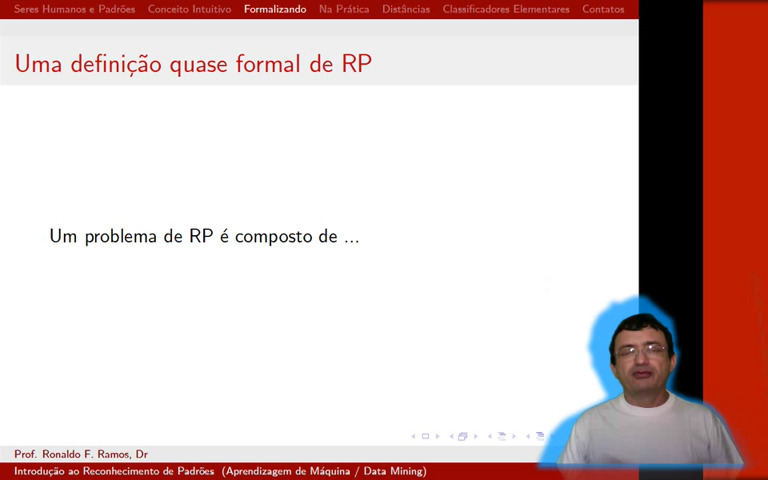 Seres Humanos e Padrões Conceito Intuitivo Formalizando Na Prática Distâncias Classificadores Elementares Contatos
Uma definição quase formal de RP
Um problema de RP é composto de ...
Prof. Ronaldo F. Ramos, Dr
Introdução ao Reconhecimento de Padrões (Aprendizagem de Máquina / Data Mining)